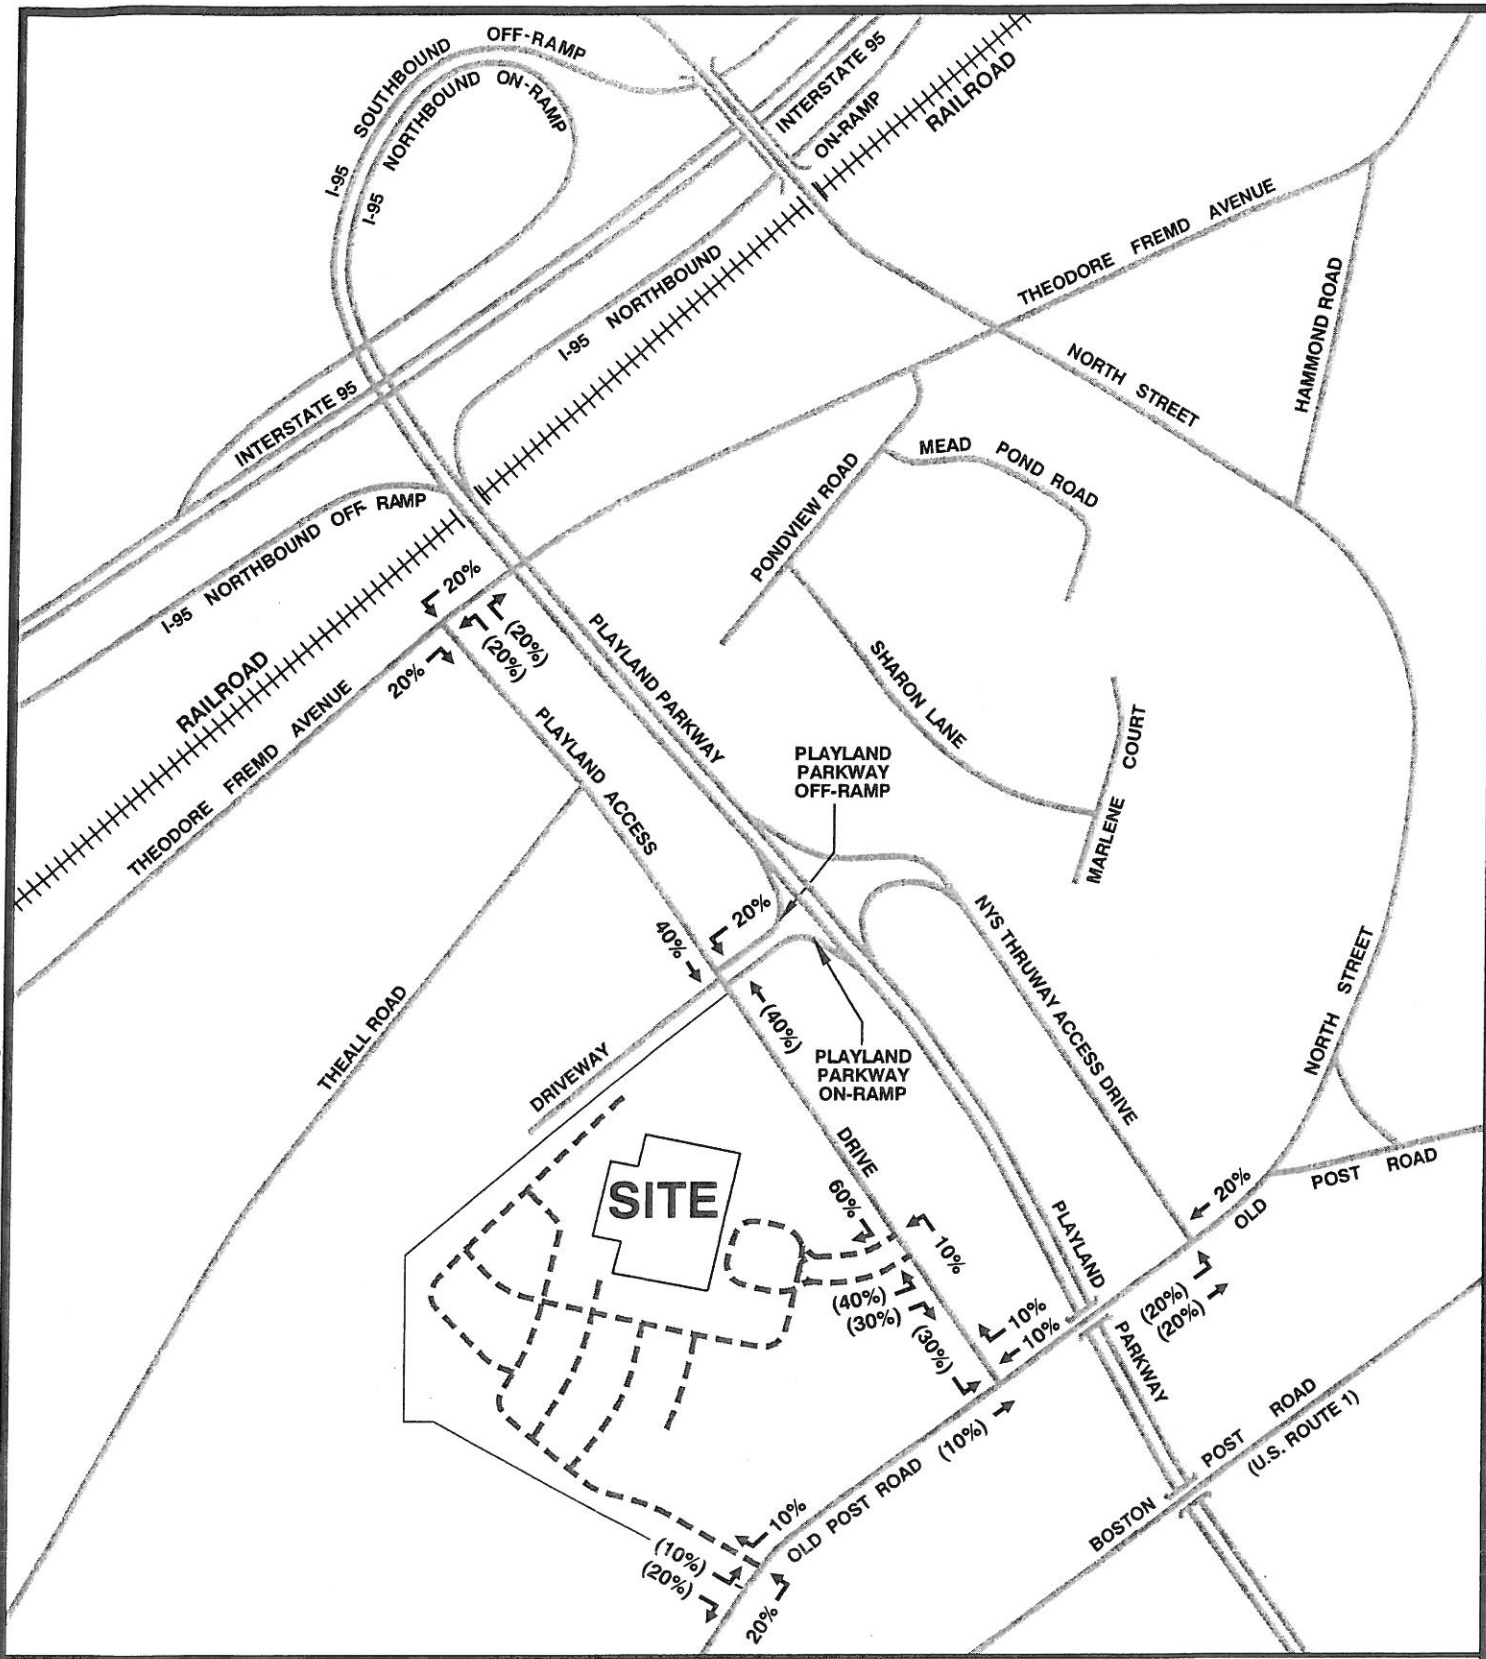 I-95 SOUTHBOUND OFF-RAMP
I-95 NORTHBOUND ON-RAMP
INTERSTATE 95
ON-RAMP
RAILROAD
I-95 NORTHBOUND
THEODORE FREMD AVENUE
HAMMOND ROAD
NORTH STREET
INTERSTATE 95
MEAD POND ROAD
PONDVIEW ROAD
I-95 NORTHBOUND OFF-RAMP
20%
(20%)
(20%)
20%
RAILROAD
THEODORE FREMD AVENUE
PLAYLAND PARKWAY
SHARON LANE
MARLENE COURT
PLAYLAND ACCESS
PLAYLAND
PARKWAY
OFF-RAMP
20%
40%
(40%)
NYS THRUWAY ACCESS DRIVE
THEALL ROAD
NORTH STREET
DRIVEWAY
PLAYLAND
PARKWAY
ON-RAMP
DRIVE
SITE
60%
10%
20%
OLD
POST ROAD
PLAYLAND
PARKWAY
(40%)
(30%)
(30%)
10%
10%
(20%)
(20%)
(10%)
OLD POST ROAD
BOSTON POST ROAD
(U.S. ROUTE 1)
10%
(10%)
(20%)
20%